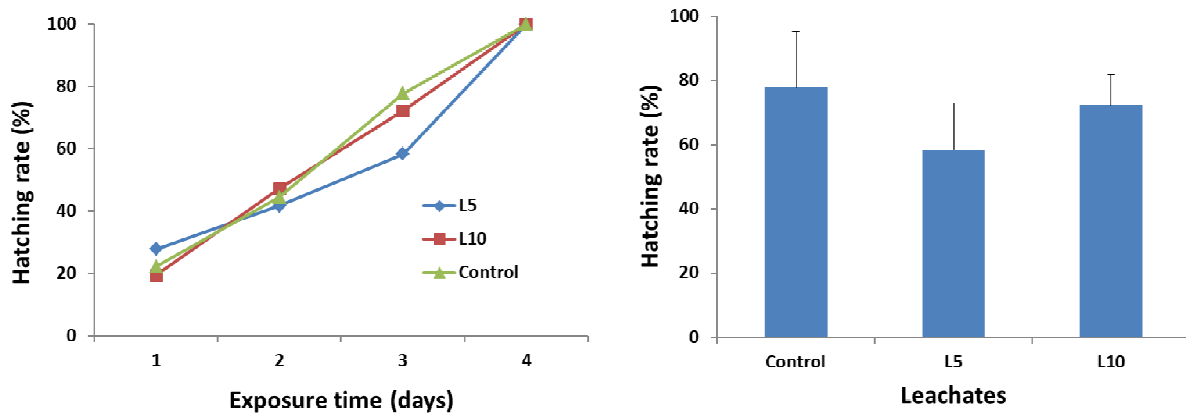 Hatching rate (%)
100
80
60
40
20
0
L5
L10
Control
1 2 3 4
Exposure time (days)
Hatching rate (%)
100
80
60
40
20
0
Control L5 L10
Leachates